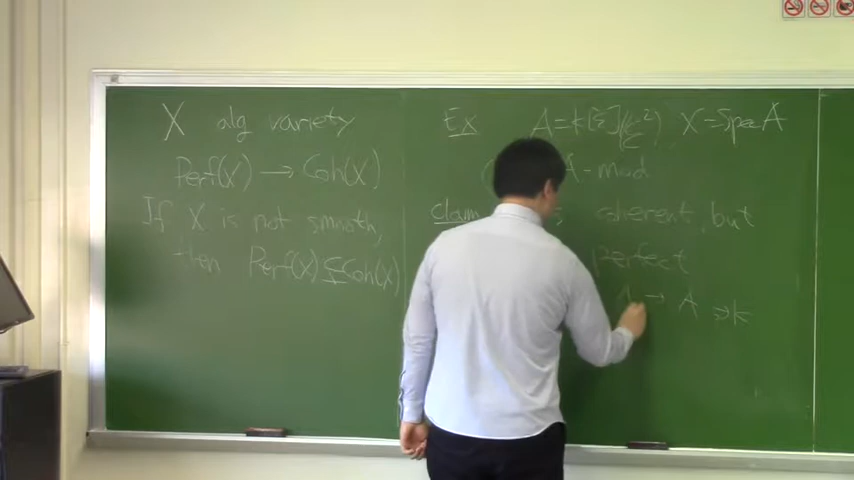 X alg variety
Perf(X) → Coh(X)
If X is not smooth,
then Perf(X) ⊊ Coh(X)
Ex A = k[ε]/(ε²) X = Spec A
A-mod
claim coherent, but
perfect
→ A → k